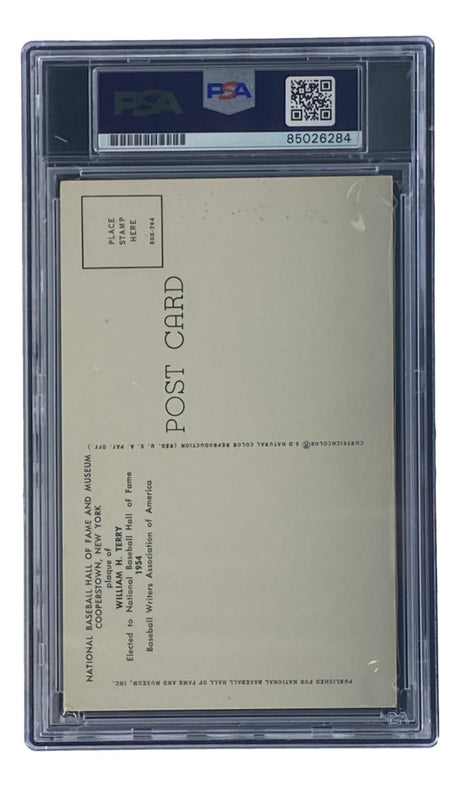 PSA
PSA
85026284
PLACE
STAMP
HERE
POST CARD
CURTEICHCOLOR® 3-D NATURAL COLOR REPRODUCTION (REG. U. S. A. PAT. OFF
NATIONAL BASEBALL HALL OF FAME AND MUSEUM
COOPERSTOWN, NEW YORK
plaque of
WILLIAM H. TERRY
Elected to National Baseball Hall of Fame
1954
Baseball Writers Association of America
PUBLISHED FOR NATIONAL BASEBALL HALL OF FAME AND MUSEUM, INC.